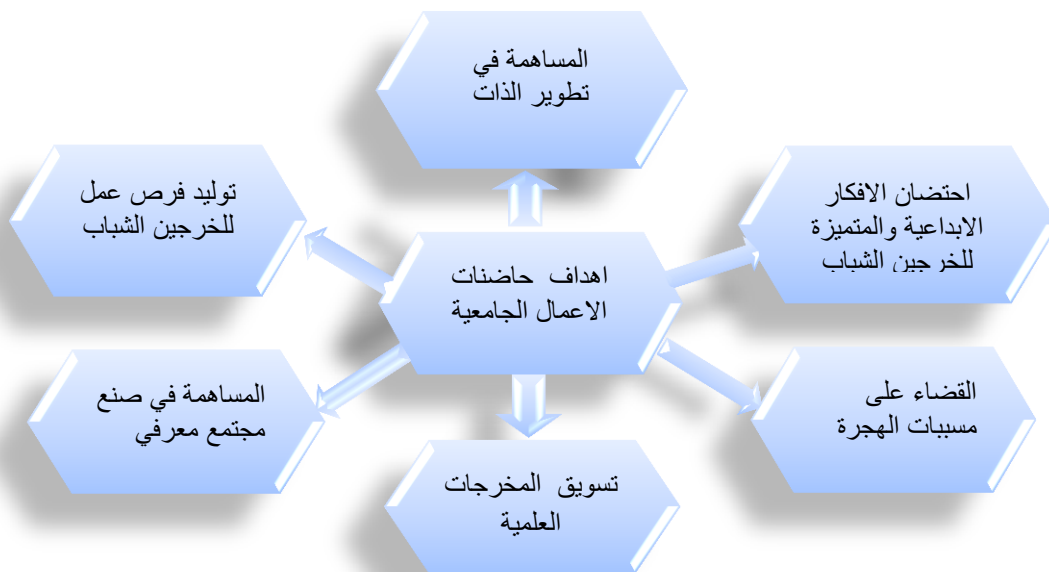 المساهمة في
تطوير الذات
احتضان الافكار
الابداعية والمتميزة
للخرجين الشباب
توليد فرص عمل
للخرجين الشباب
اهداف حاضنات
الاعمال الجامعية
القضاء على
مسببات الهجرة
المساهمة في صنع
مجتمع معرفي
تسويق المخرجات
العلمية